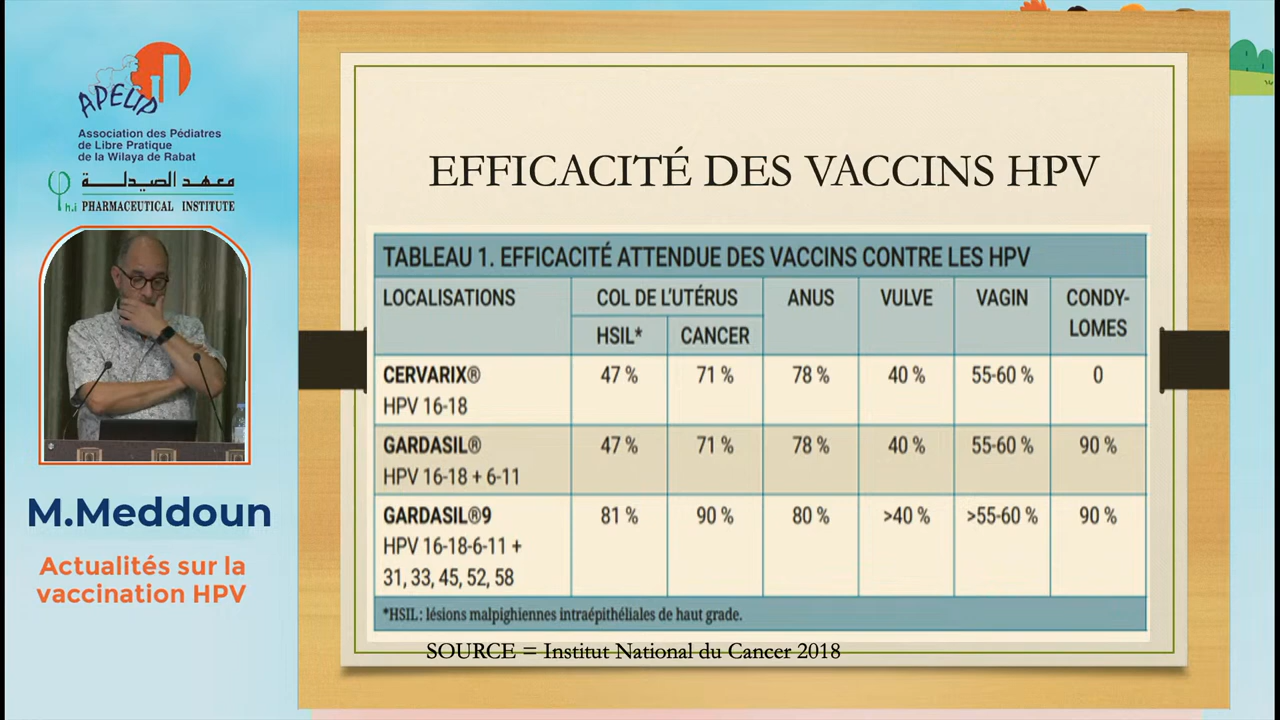 APELIP
Association des Pédiatres
de Libre Pratique
de la Wilaya de Rabat
معهد الصيدلة
h.i PHARMACEUTICAL INSTITUTE
M.Meddoun
Actualités sur la
vaccination HPV
EFFICACITÉ DES VACCINS HPV
TABLEAU 1. EFFICACITÉ ATTENDUE DES VACCINS CONTRE LES HPV
LOCALISATIONS COL DE L'UTÉRUS ANUS VULVE VAGIN CONDY-
LOMES
HSIL* CANCER
CERVARIX® 47 % 71 % 78 % 40 % 55-60 % 0
HPV 16-18
GARDASIL® 47 % 71 % 78 % 40 % 55-60 % 90 %
HPV 16-18 + 6-11
GARDASIL®9 81 % 90 % 80 % >40 % >55-60 % 90 %
HPV 16-18-6-11 +
31, 33, 45, 52, 58
*HSIL: lésions malpighiennes intraépithéliales de haut grade.
SOURCE = Institut National du Cancer 2018